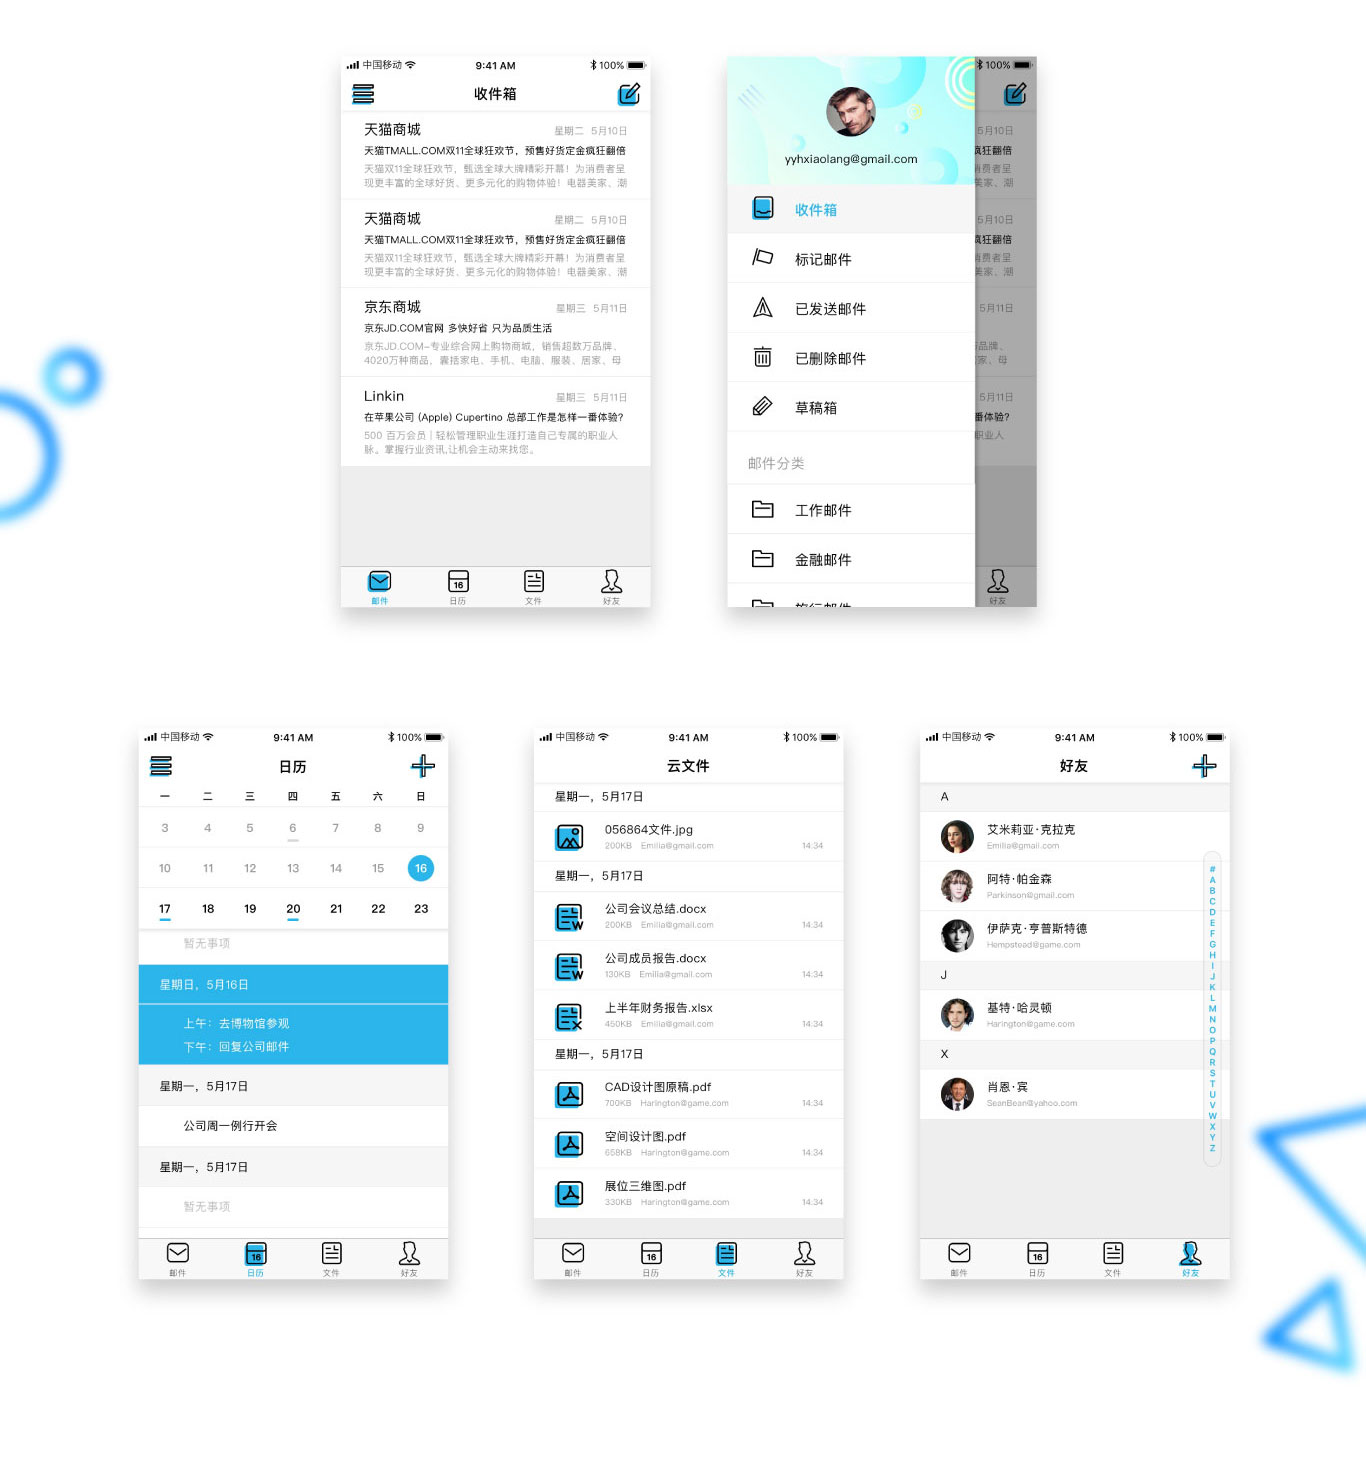 中国移动 9:41 AM 100%
收件箱
天猫商城 星期二 5月10日
天猫TMALL.COM双11全球狂欢节，预售好货定金疯狂翻倍
天猫双11全球狂欢节，甄选全球大牌精彩开幕！为消费者呈
现更丰富的全球好货、更多元化的购物体验！电器美家、潮
天猫商城 星期二 5月10日
天猫TMALL.COM双11全球狂欢节，预售好货定金疯狂翻倍
天猫双11全球狂欢节，甄选全球大牌精彩开幕！为消费者呈
现更丰富的全球好货、更多元化的购物体验！电器美家、潮
京东商城 星期三 5月11日
京东JD.COM官网 多快好省 只为品质生活
京东JD.COM-专业综合网上购物商城，销售超数万品牌、
4020万种商品，囊括家电、手机、电脑、服装、居家、母
Linkin 星期三 5月11日
在苹果公司 (Apple) Cupertino 总部工作是怎样一番体验?
500 百万会员 | 轻松管理职业生涯打造自己专属的职业人
脉。掌握行业资讯,让机会主动来找您。
邮件 16 日历 文件 好友
100%
yyhxiaolang@gmail.com
收件箱
标记邮件
已发送邮件
已删除邮件
草稿箱
邮件分类
工作邮件
金融邮件
旅行邮件
5月10日
疯狂翻倍
消费者呈
美家、潮
5月10日
疯狂翻倍
消费者呈
美家、潮
5月11日
万品牌、
居家、母
5月11日
番体验?
职业人
好友
中国移动 9:41 AM 100%
日历
一 二 三 四 五 六 日
3 4 5 6 7 8 9
10 11 12 13 14 15 16
17 18 19 20 21 22 23
暂无事项
星期日，5月16日
上午：去博物馆参观
下午：回复公司邮件
星期一，5月17日
公司周一例行开会
星期一，5月17日
暂无事项
邮件 16 日历 文件 好友
中国移动 9:41 AM 100%
云文件
星期一，5月17日
056864文件.jpg
200KB Emilia@gmail.com 14:34
星期一，5月17日
公司会议总结.docx
200KB Emilia@gmail.com 14:34
公司成员报告.docx
130KB Emilia@gmail.com 14:34
上半年财务报告.xlsx
450KB Emilia@gmail.com 14:34
星期一，5月17日
CAD设计图原稿.pdf
700KB Harington@game.com 14:34
空间设计图.pdf
658KB Harington@game.com 14:34
展位三维图.pdf
330KB Harington@game.com 14:34
邮件 16 日历 文件 好友
中国移动 9:41 AM 100%
好友
A
艾米莉亚·克拉克
Emilia@gmail.com
阿特·帕金森
Parkinson@gmail.com
伊萨克·亨普斯特德
Hempstead@game.com
J
基特·哈灵顿
Harington@game.com
X
肖恩·宾
SeanBean@yahoo.com
#
A
B
C
D
E
F
G
H
I
J
K
L
M
N
O
P
Q
R
S
T
U
V
W
X
Y
Z
邮件 16 日历 文件 好友